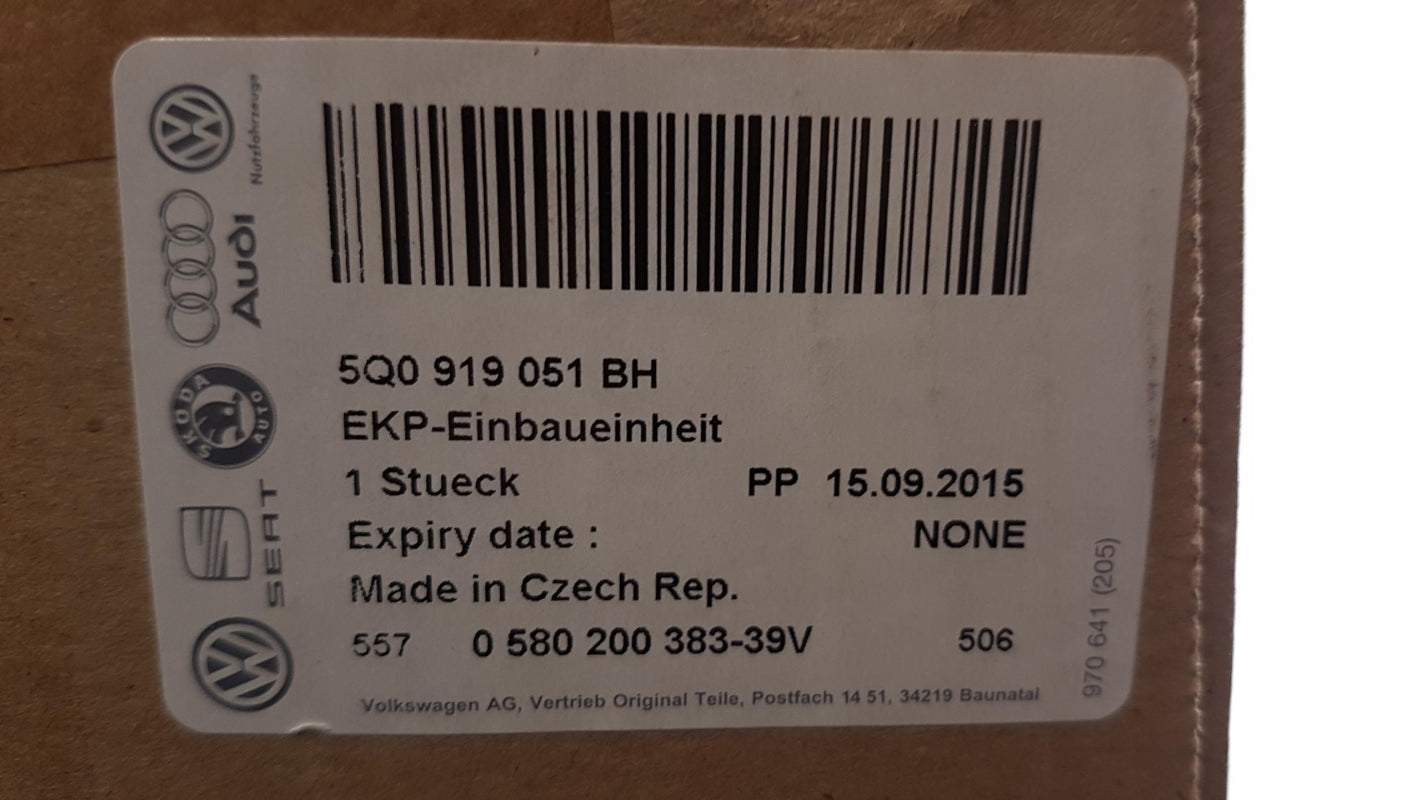 5Q0 919 051 BH
EKP-Einbaueinheit
1 Stueck PP 15.09.2015
Expiry date : NONE
Made in Czech Rep.
557 0 580 200 383-39V 506
Volkswagen AG, Vertrieb Original Teile, Postfach 14 51, 34219 Baunatal
970 641 (205)
Nutzfahrzeuge
Audi
SKODA AUTO
SEAT